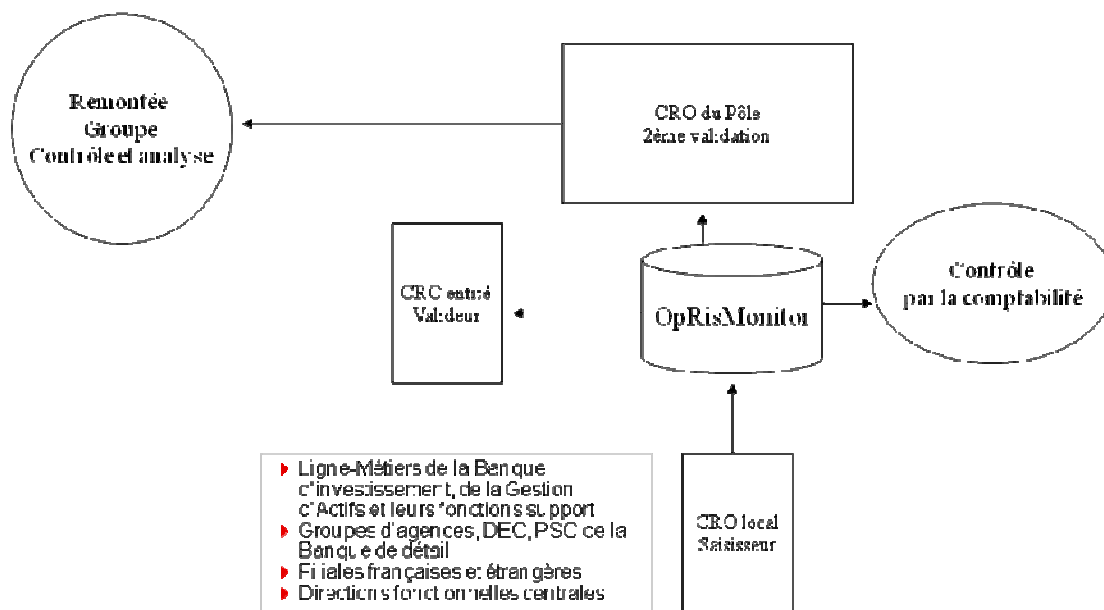 Remontée
Groupe
Contrôle et analyse
CRO du Pôle
2ème validation
CRO entité
Valideur
OpRisMonitor
Contrôle
par la comptabilité
Ligne-Métiers de la Banque
d'investissement, de la Gestion
d'Actifs et leurs fonctions support
Groupes d'agences, DEC, PSC de la
Banque de détail
Filiales françaises et étrangères
Directions fonctionnelles centrales
CRO local
Saisisseur